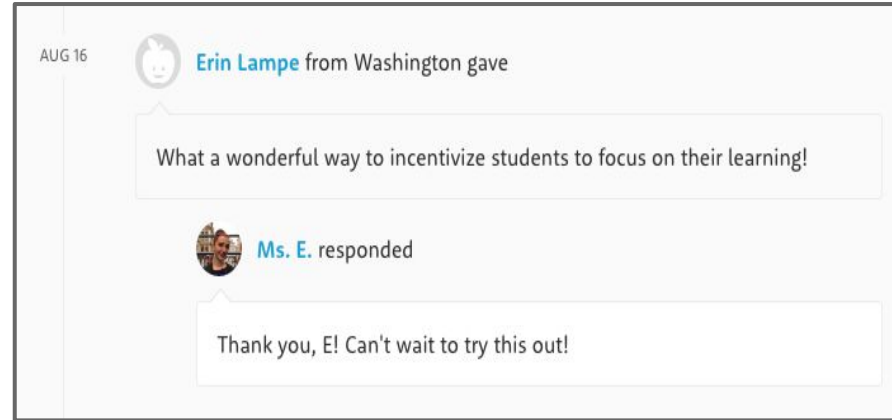 AUG 16
Erin Lampe from Washington gave
What a wonderful way to incentivize students to focus on their learning!
Ms. E. responded
Thank you, E! Can't wait to try this out!